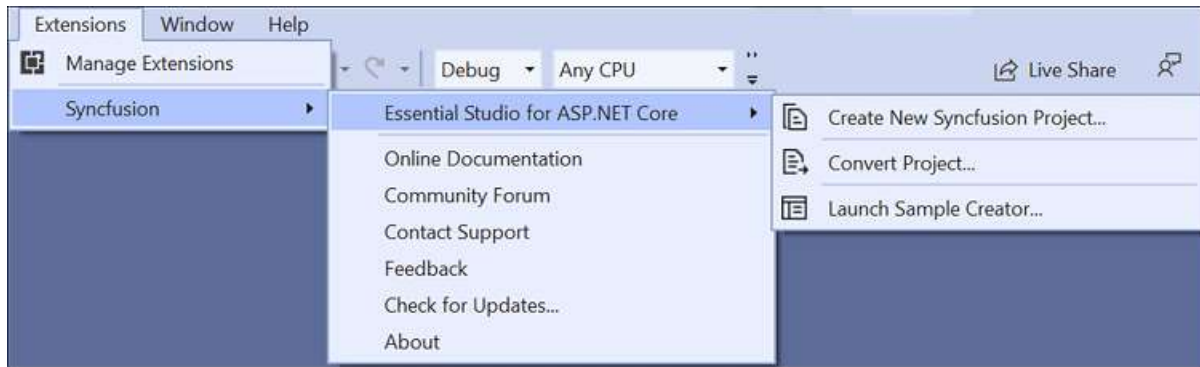 Extensions Window Help
Manage Extensions
Debug Any CPU
Live Share
Syncfusion
Essential Studio for ASP.NET Core
Create New Syncfusion Project...
Convert Project...
Launch Sample Creator...
Online Documentation
Community Forum
Contact Support
Feedback
Check for Updates...
About